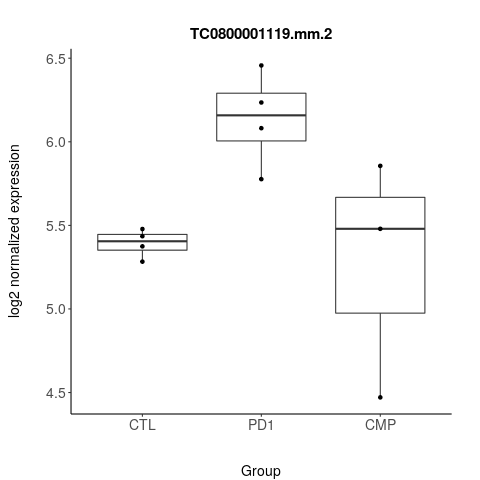 TC0800001119.mm.2
log2 normalized expression
6.5
6.0
5.5
5.0
4.5
CTL PD1 CMP
Group